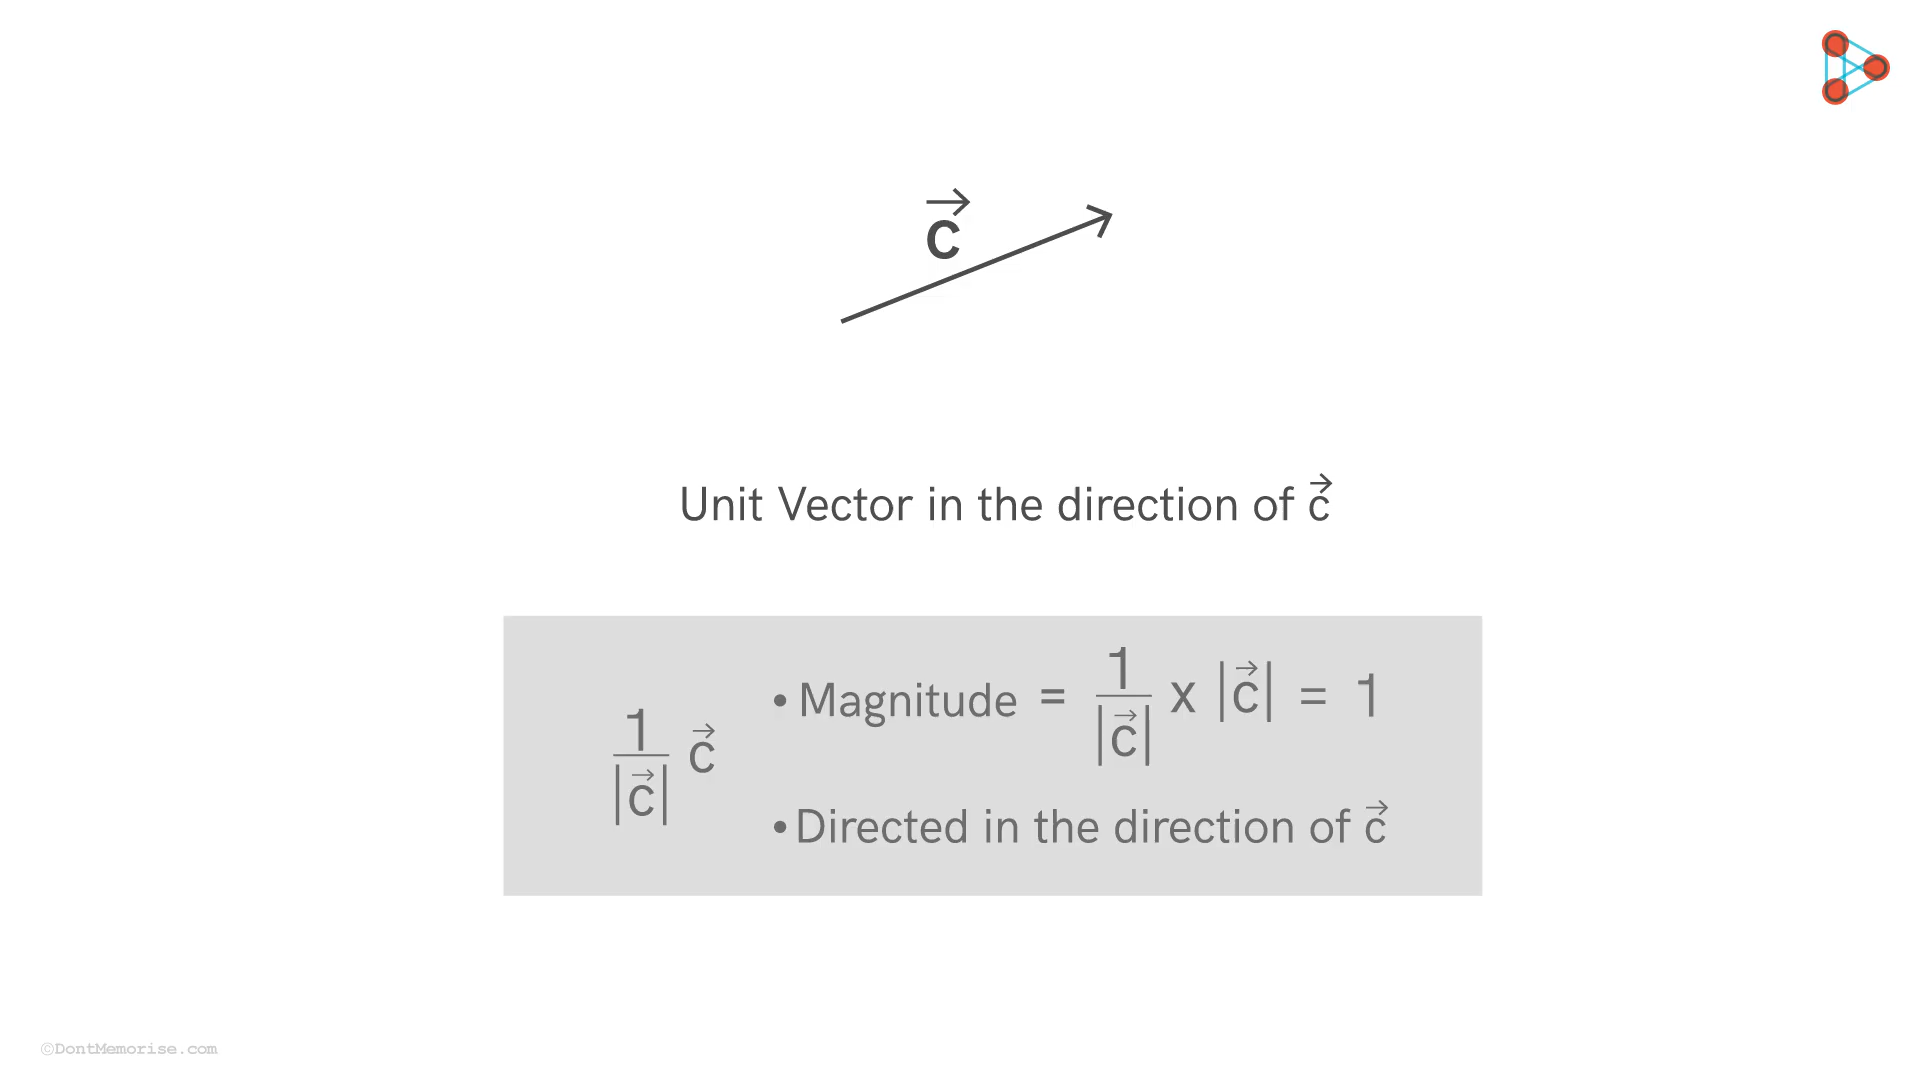 c⃗
Unit Vector in the direction of c⃗
1/|c⃗| c⃗
• Magnitude = 1/|c⃗| x |c⃗| = 1
• Directed in the direction of c⃗
©DontMemorise.com